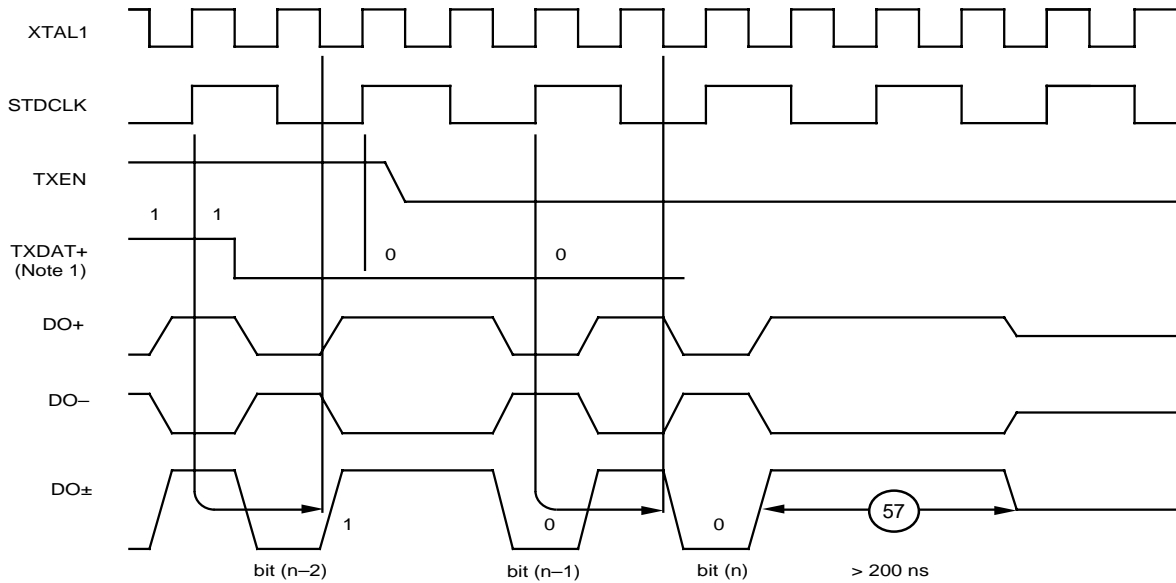 XTAL1
STDCLK
TXEN
1 1
TXDAT+
(Note 1)
0 0
DO+
DO–
DO±
57
1 0 0
bit (n–2) bit (n–1) bit (n) > 200 ns